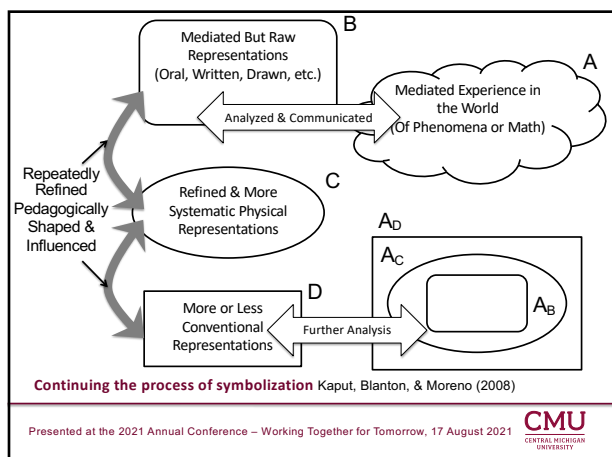 B
Mediated But Raw
Representations
(Oral, Written, Drawn, etc.)
A
Mediated Experience in
the World
(Of Phenomena or Math)
Analyzed & Communicated
Repeatedly
Refined
Pedagogically
Shaped &
Influenced
C
Refined & More
Systematic Physical
Representations
A_D
A_C
A_B
D
More or Less
Conventional
Representations
Further Analysis
Continuing the process of symbolization Kaput, Blanton, & Moreno (2008)
Presented at the 2021 Annual Conference – Working Together for Tomorrow, 17 August 2021
CMU
CENTRAL MICHIGAN
UNIVERSITY